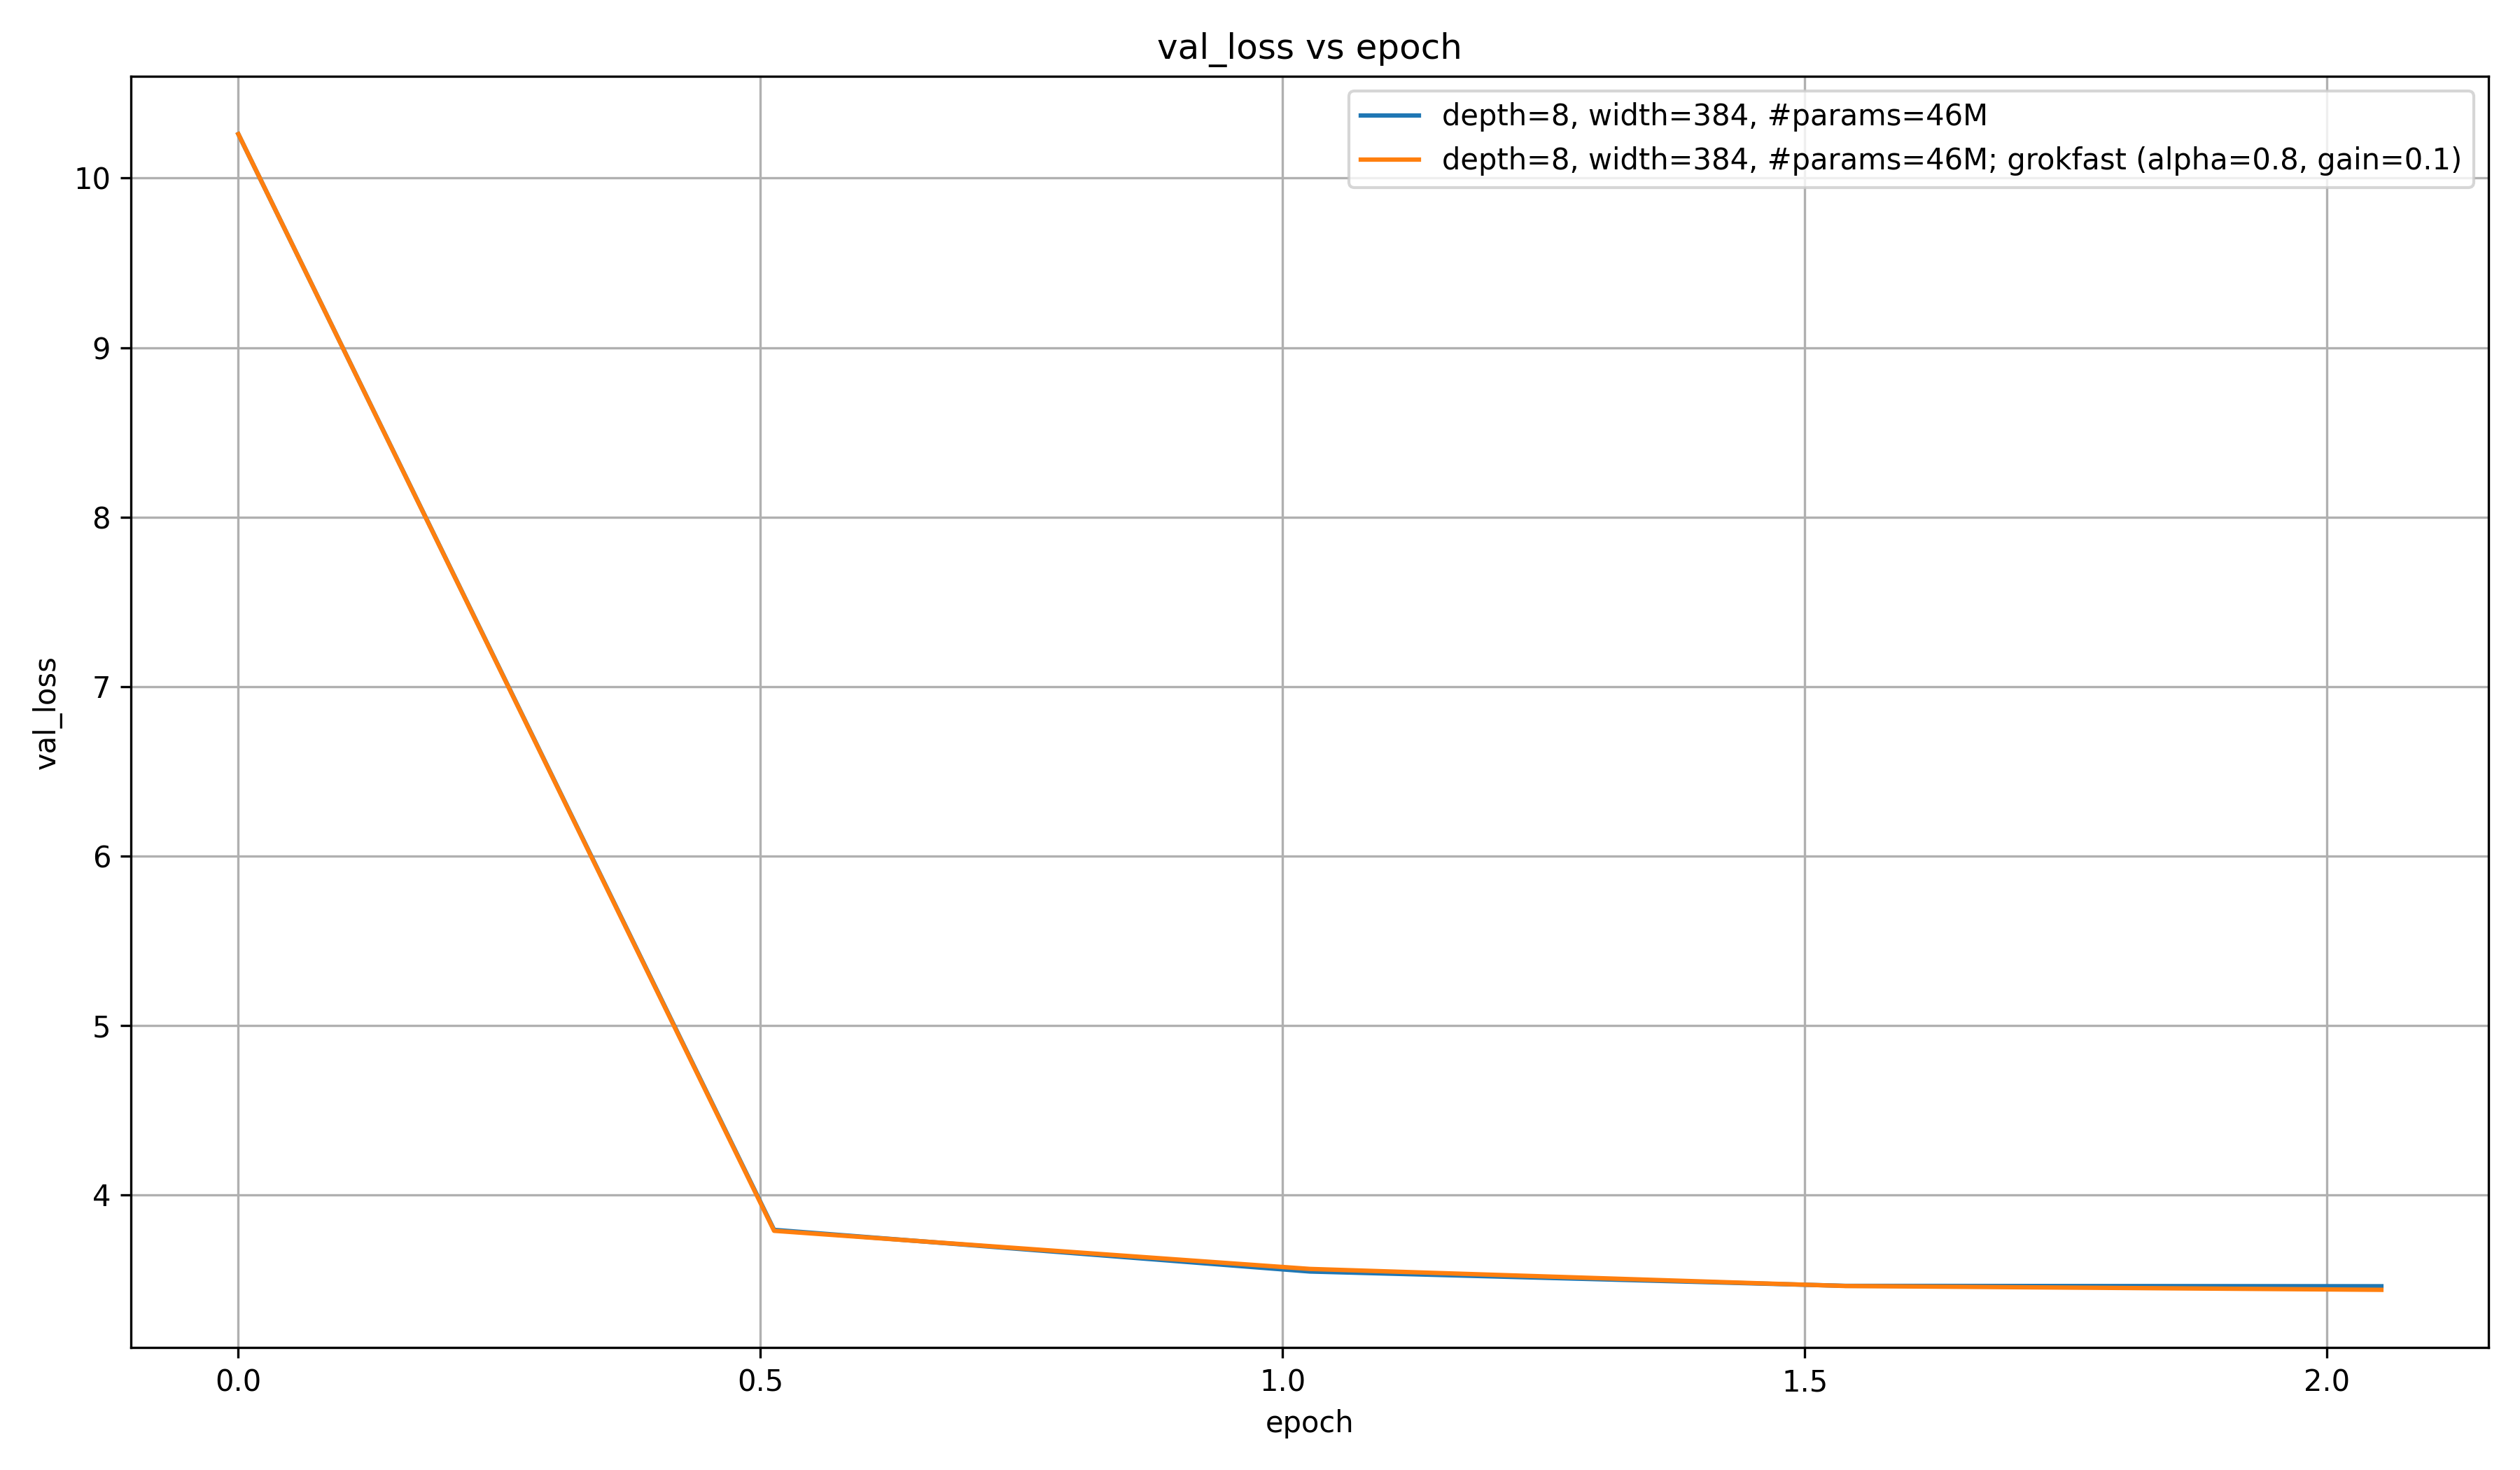 val_loss vs epoch
depth=8, width=384, #params=46M
depth=8, width=384, #params=46M; grokfast (alpha=0.8, gain=0.1)
10
9
8
7
6
5
4
val_loss
0.0
0.5
1.0
1.5
2.0
epoch